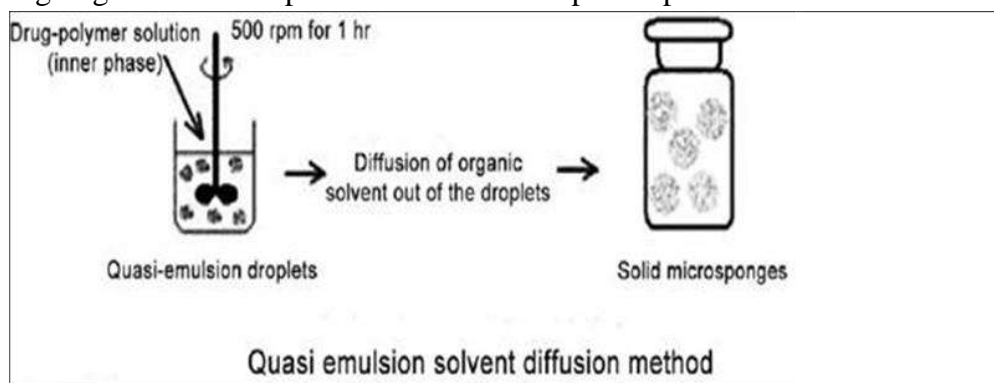 Drug-polymer solution
(inner phase)
500 rpm for 1 hr
Diffusion of organic
solvent out of the droplets
Quasi-emulsion droplets
Solid microsponges
Quasi emulsion solvent diffusion method